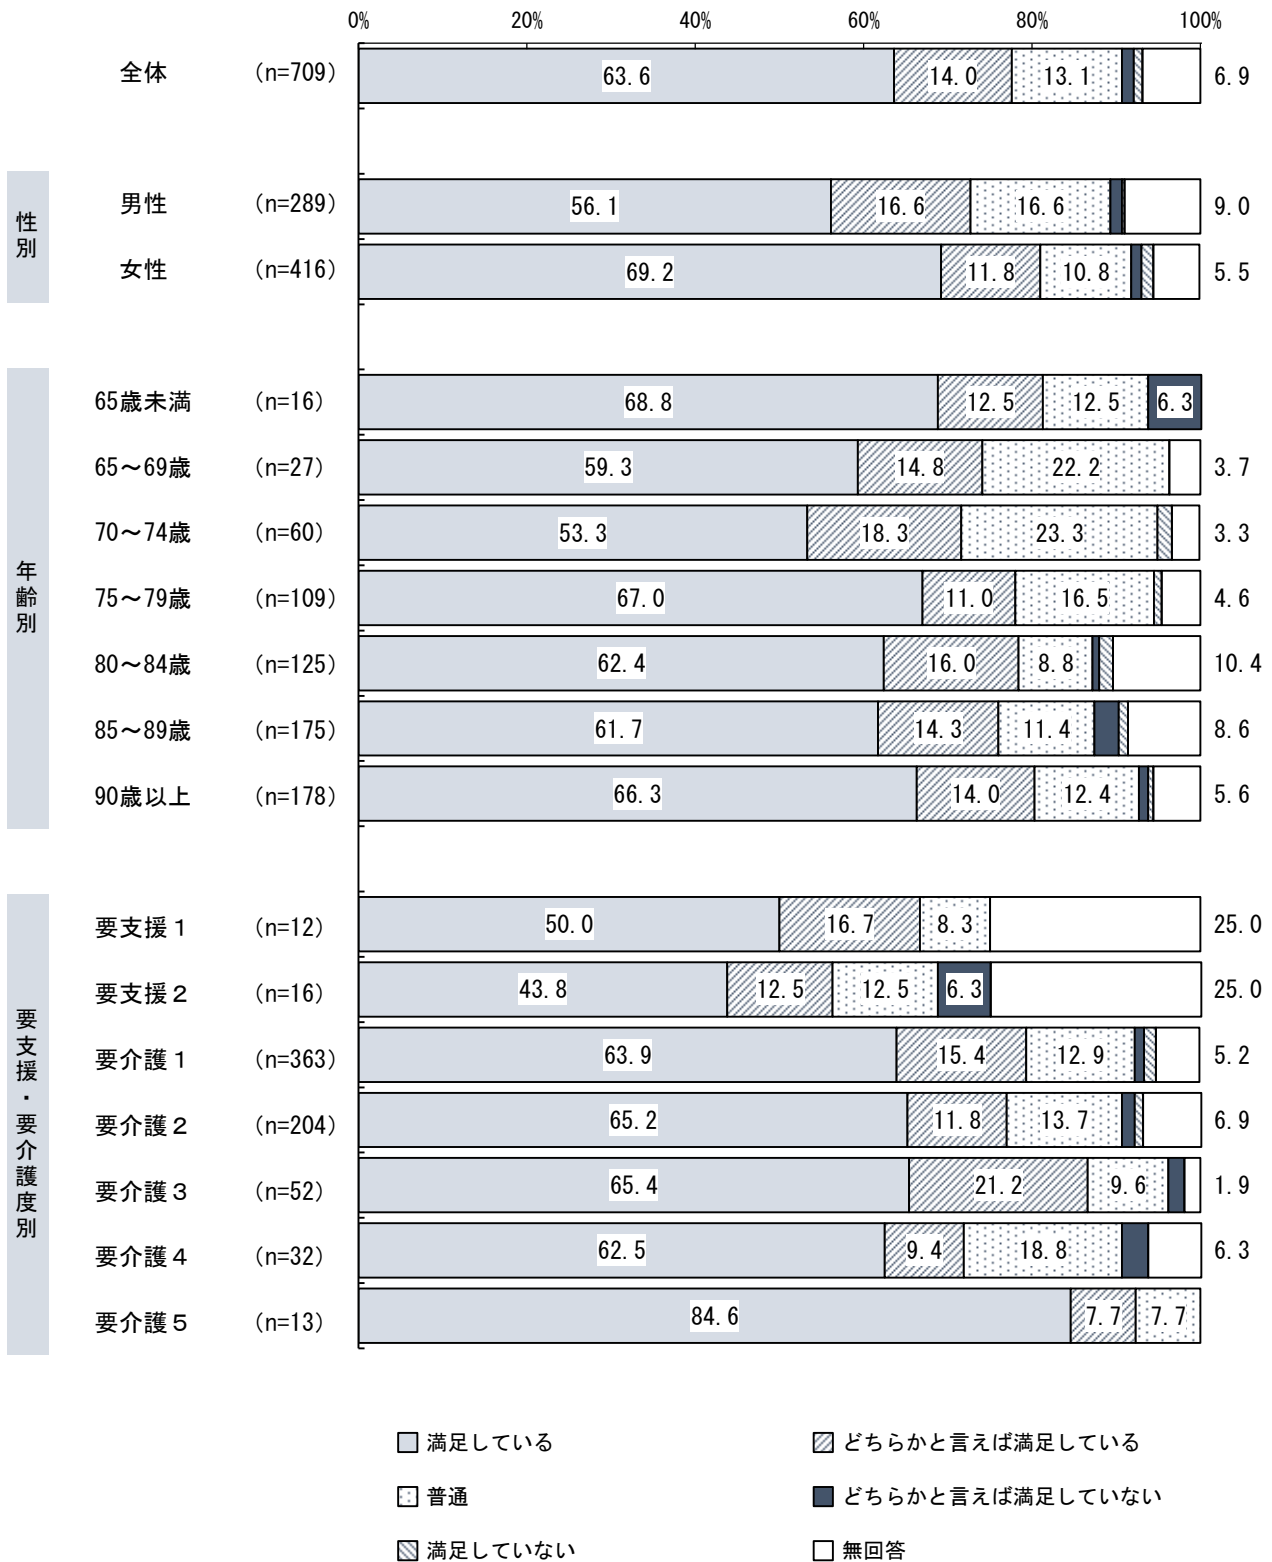 0% 20% 40% 60% 80% 100%
全体 (n=709) 63.6 14.0 13.1 6.9
性別
男性 (n=289) 56.1 16.6 16.6 9.0
女性 (n=416) 69.2 11.8 10.8 5.5
年齢別
65歳未満 (n=16) 68.8 12.5 12.5 6.3
65～69歳 (n=27) 59.3 14.8 22.2 3.7
70～74歳 (n=60) 53.3 18.3 23.3 3.3
75～79歳 (n=109) 67.0 11.0 16.5 4.6
80～84歳 (n=125) 62.4 16.0 8.8 10.4
85～89歳 (n=175) 61.7 14.3 11.4 8.6
90歳以上 (n=178) 66.3 14.0 12.4 5.6
要支援・要介護度別
要支援１ (n=12) 50.0 16.7 8.3 25.0
要支援２ (n=16) 43.8 12.5 12.5 6.3 25.0
要介護１ (n=363) 63.9 15.4 12.9 5.2
要介護２ (n=204) 65.2 11.8 13.7 6.9
要介護３ (n=52) 65.4 21.2 9.6 1.9
要介護４ (n=32) 62.5 9.4 18.8 6.3
要介護５ (n=13) 84.6 7.7 7.7
満足している どちらかと言えば満足している
普通 どちらかと言えば満足していない
満足していない 無回答